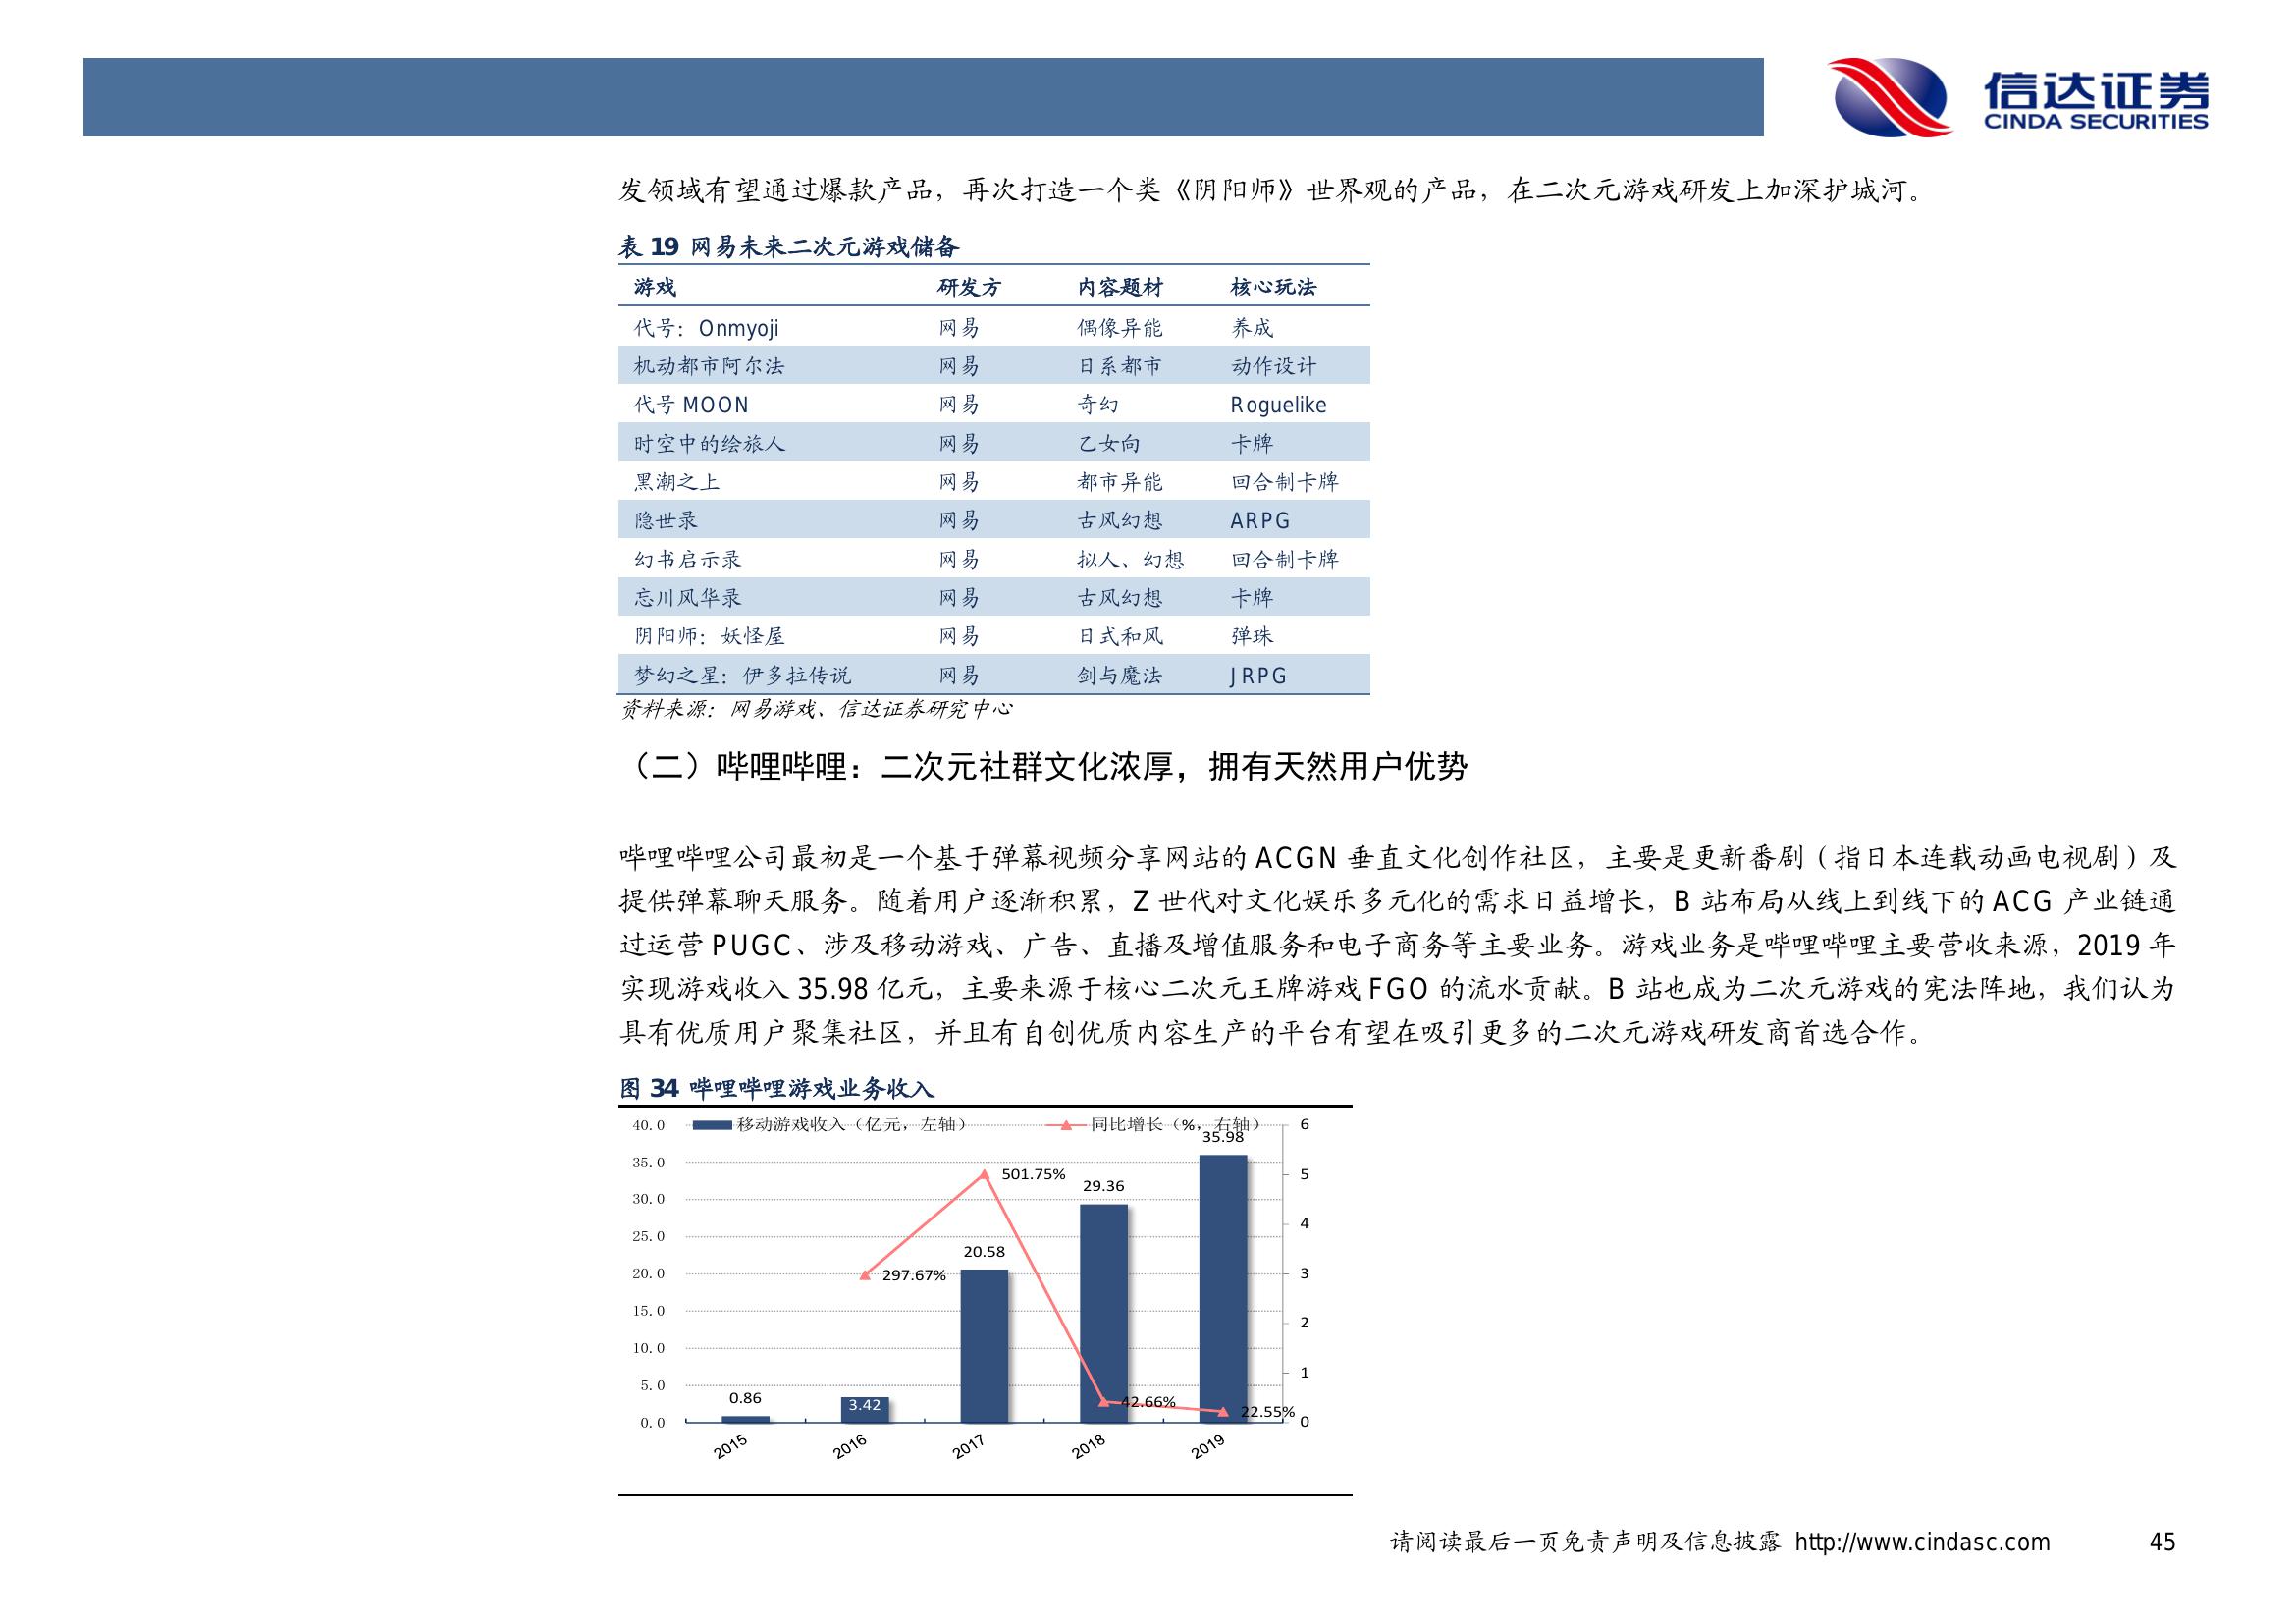 信达证券
CINDA SECURITIES
发领域有望通过爆款产品，再次打造一个类《阴阳师》世界观的产品，在二次元游戏研发上加深护城河。
表 19 网易未来二次元游戏储备
游戏 研发方 内容题材 核心玩法
代号：Onmyoji 网易 偶像异能 养成
机动都市阿尔法 网易 日系都市 动作设计
代号 MOON 网易 奇幻 Roguelike
时空中的绘旅人 网易 乙女向 卡牌
黑潮之上 网易 都市异能 回合制卡牌
隐世录 网易 古风幻想 ARPG
幻书启示录 网易 拟人、幻想 回合制卡牌
忘川风华录 网易 古风幻想 卡牌
阴阳师：妖怪屋 网易 日式和风 弹珠
梦幻之星：伊多拉传说 网易 剑与魔法 JRPG
资料来源：网易游戏、信达证券研究中心
（二）哔哩哔哩：二次元社群文化浓厚，拥有天然用户优势
哔哩哔哩公司最初是一个基于弹幕视频分享网站的 ACGN 垂直文化创作社区，主要是更新番剧（指日本连载动画电视剧）及
提供弹幕聊天服务。随着用户逐渐积累，Z 世代对文化娱乐多元化的需求日益增长，B 站布局从线上到线下的 ACG 产业链通
过运营 PUGC、涉及移动游戏、广告、直播及增值服务和电子商务等主要业务。游戏业务是哔哩哔哩主要营收来源，2019 年
实现游戏收入 35.98 亿元，主要来源于核心二次元王牌游戏 FGO 的流水贡献。B 站也成为二次元游戏的宪法阵地，我们认为
具有优质用户聚集社区，并且有自创优质内容生产的平台有望在吸引更多的二次元游戏研发商首选合作。
图 34 哔哩哔哩游戏业务收入
移动游戏收入（亿元，左轴） 同比增长（%，右轴）
40.0 6
35.98
35.0 501.75% 5
29.36
30.0
25.0 4
20.58
20.0 297.67% 3
15.0 2
10.0 1
5.0
0.86 3.42 42.66% 22.55%
0.0 0
2015 2016 2017 2018 2019
请阅读最后一页免责声明及信息披露 http://www.cindasc.com 45